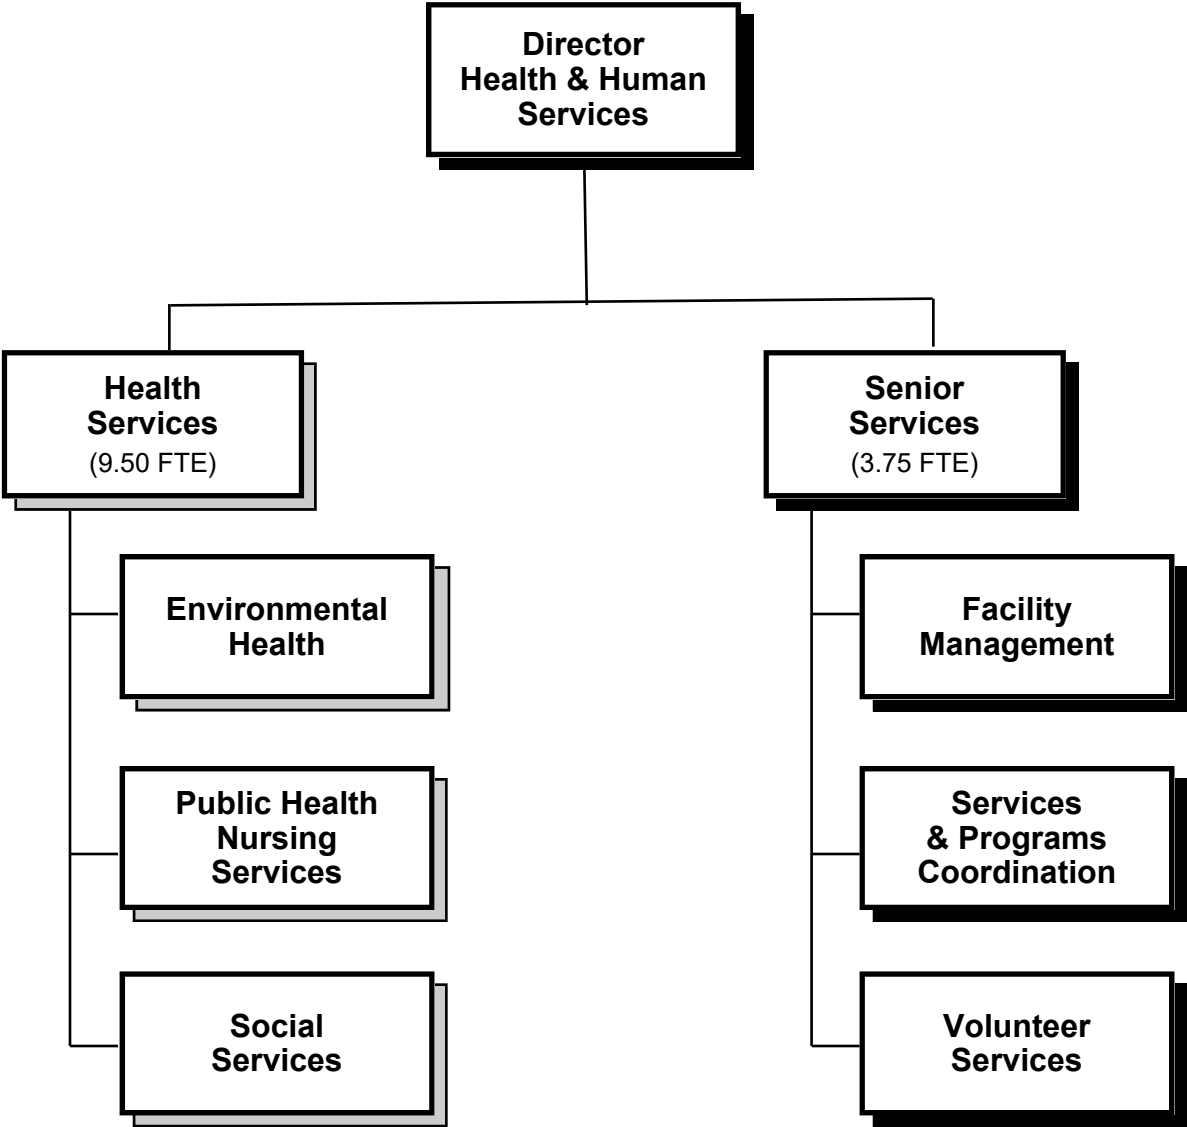 Director
Health & Human
Services
Health
Services
(9.50 FTE)
Senior
Services
(3.75 FTE)
Environmental
Health
Facility
Management
Public Health
Nursing
Services
Services
& Programs
Coordination
Social
Services
Volunteer
Services